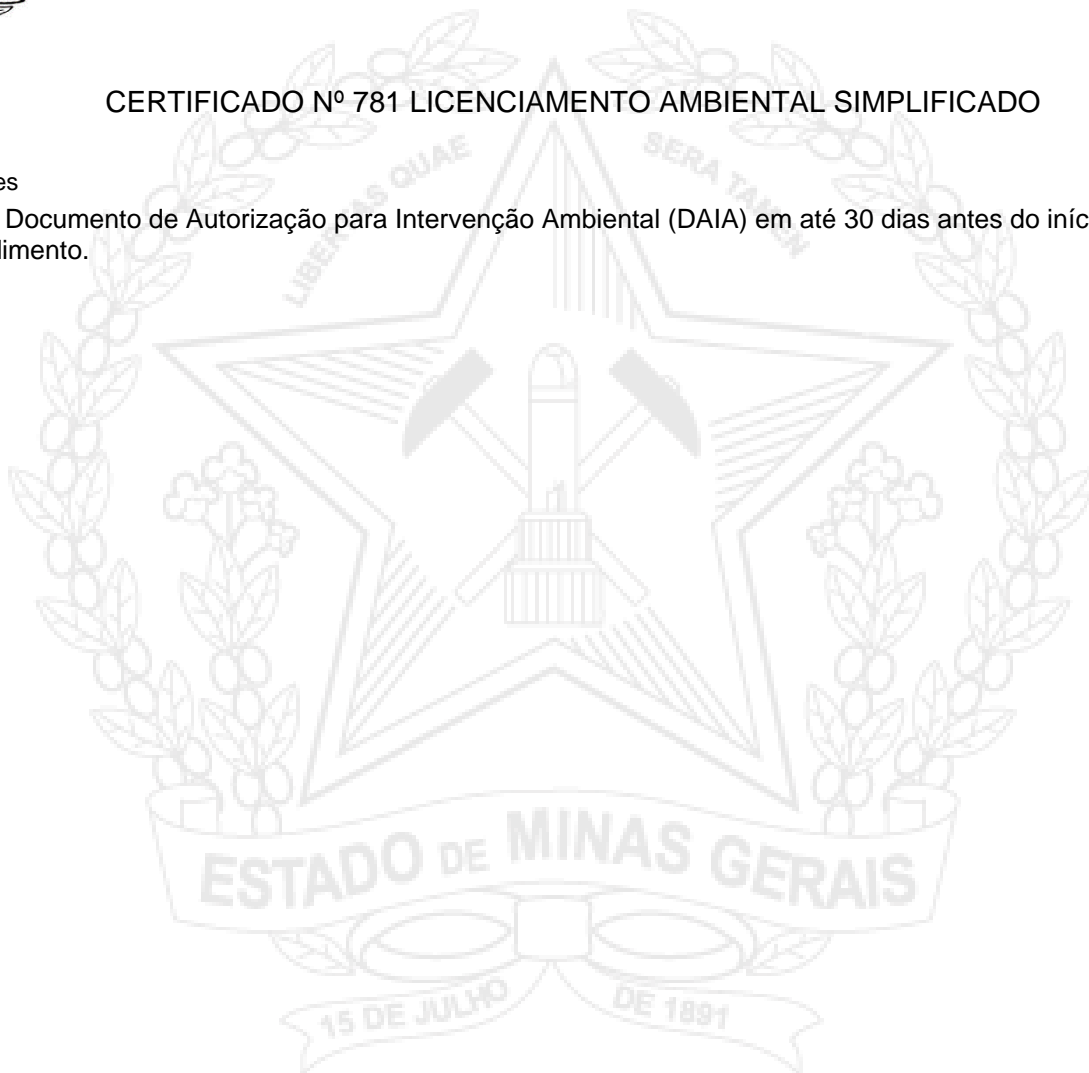 CERTIFICADO Nº 781 LICENCIAMENTO AMBIENTAL SIMPLIFICADO
es
Documento de Autorização para Intervenção Ambiental (DAIA) em até 30 dias antes do iníc
dimento.
LIBERTAS QUAE SERA TAMEN
ESTADO DE MINAS GERAIS
15 DE JULHO DE 1891